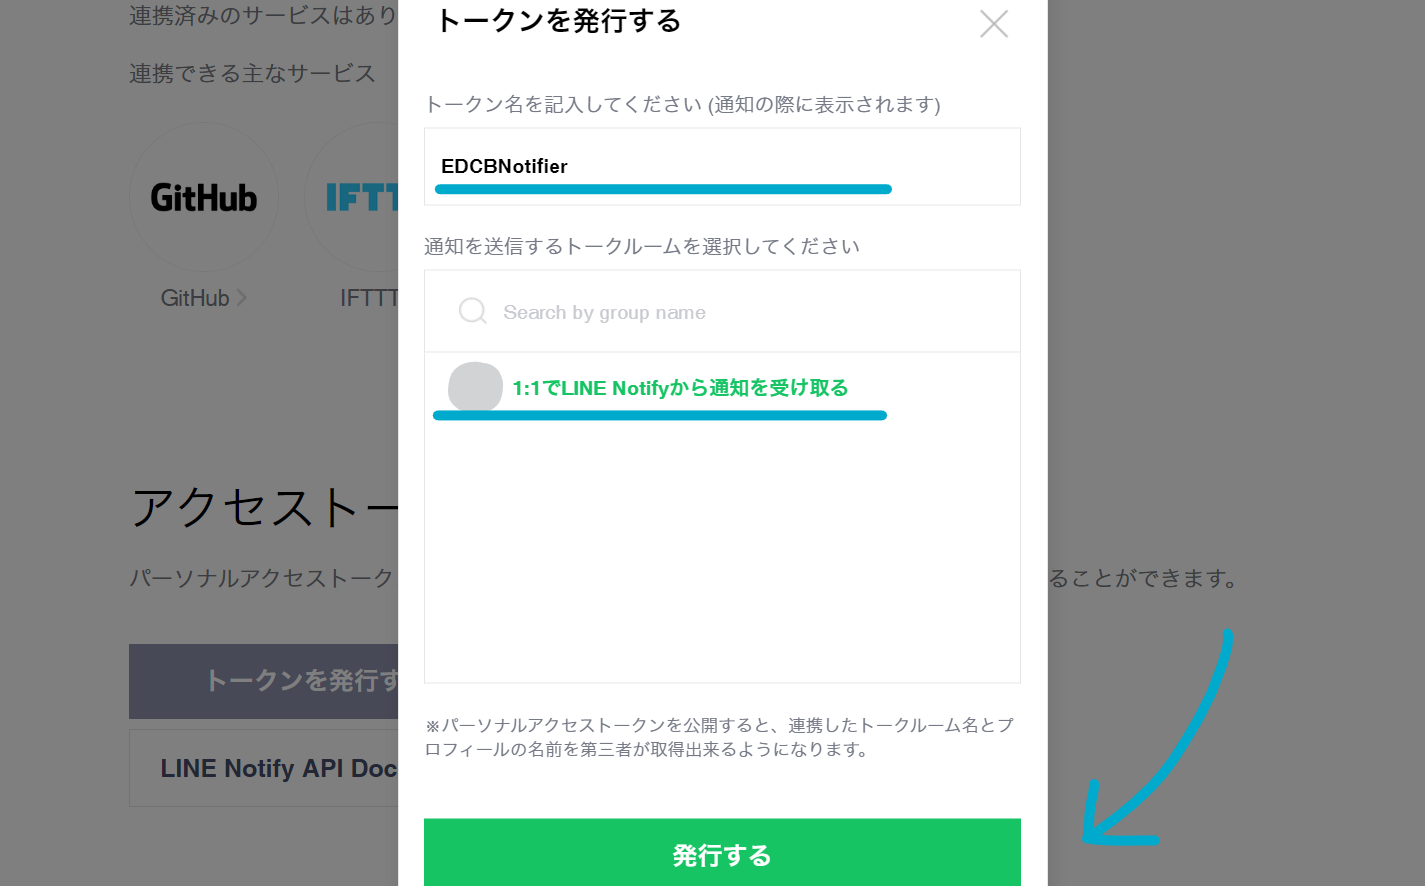 連携済みのサービスはあり
連携できる主なサービス
GitHub
IFTT
GitHub
IFTTT
アクセストー
パーソナルアクセストーク
ることができます。
トークンを発行す
LINE Notify API Doc
トークンを発行する
トークン名を記入してください (通知の際に表示されます)
EDCBNotifier
通知を送信するトークルームを選択してください
Search by group name
1:1でLINE Notifyから通知を受け取る
※パーソナルアクセストークンを公開すると、連携したトークルーム名とプ
ロフィールの名前を第三者が取得出来るようになります。
発行する